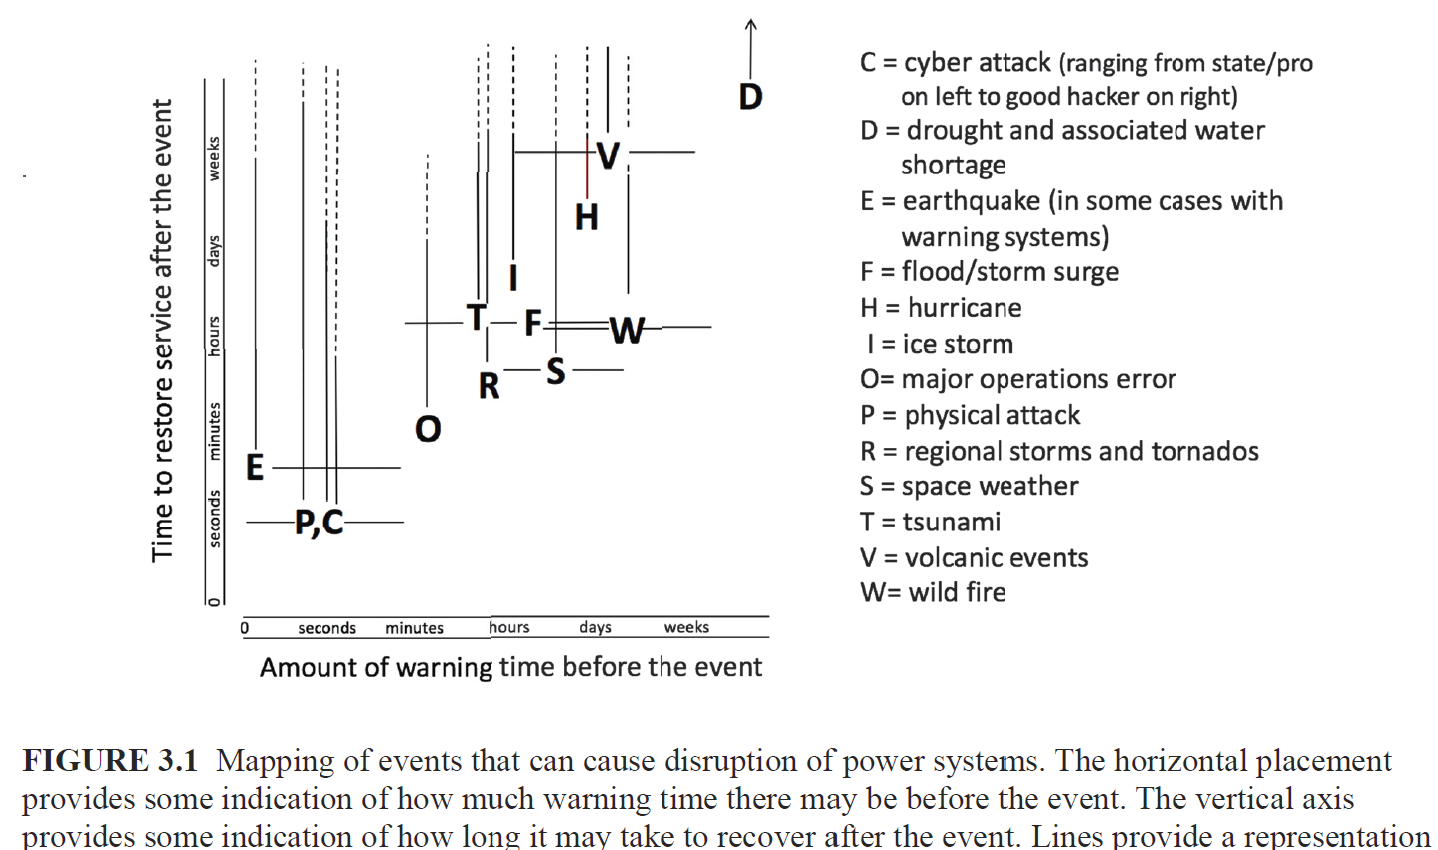 Time to restore service after the event
weeks
days
hours
minutes
seconds
0
D
V
H
I
T
F
W
S
R
O
E
P,C
0 seconds minutes hours days weeks
Amount of warning time before the event
C = cyber attack (ranging from state/pro
on left to good hacker on right)
D = drought and associated water
shortage
E = earthquake (in some cases with
warning systems)
F = flood/storm surge
H = hurricane
I = ice storm
O= major operations error
P = physical attack
R = regional storms and tornados
S = space weather
T = tsunami
V = volcanic events
W= wild fire
FIGURE 3.1 Mapping of events that can cause disruption of power systems. The horizontal placement
provides some indication of how much warning time there may be before the event. The vertical axis
provides some indication of how long it may take to recover after the event. Lines provide a representation